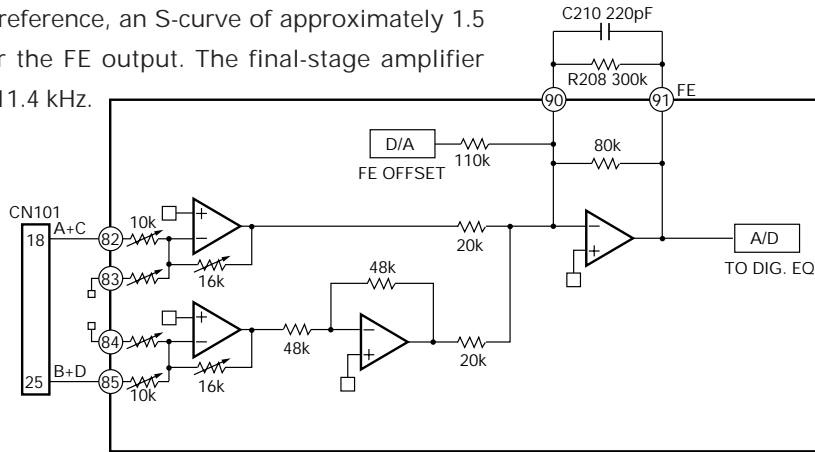 reference, an S-curve of approximately 1.5
r the FE output. The final-stage amplifier
11.4 kHz.
C210 220pF
R208 300k
90
91
FE
D/A
110k
80k
FE OFFSET
CN101
18
A+C
82
10k
+
−
20k
−
+
A/D
TO DIG. EQ
83
16k
48k
84
+
−
48k
−
+
20k
25
B+D
85
10k
16k